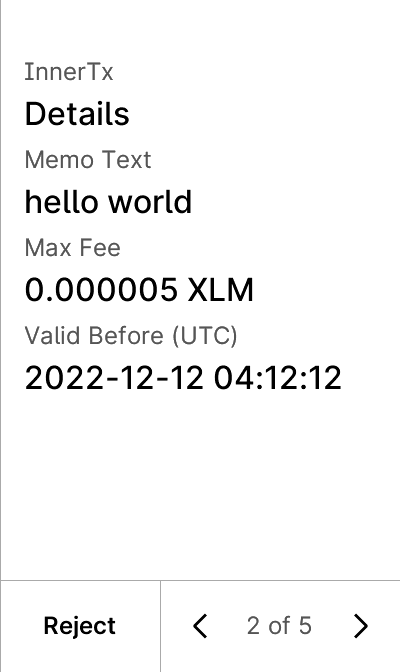 InnerTx
Details
Memo Text
hello world
Max Fee
0.000005 XLM
Valid Before (UTC)
2022-12-12 04:12:12
Reject
2 of 5